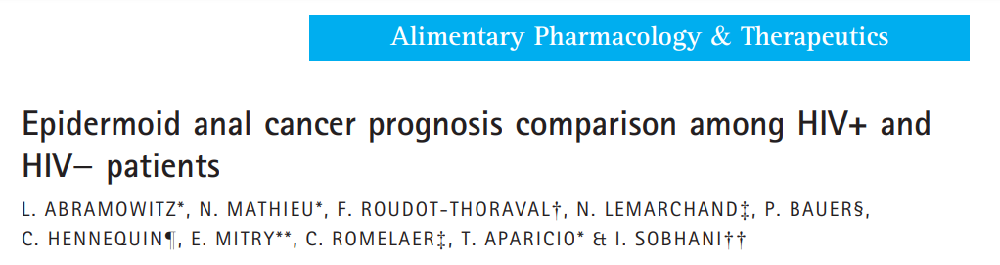 Alimentary Pharmacology & Therapeutics
Epidermoid anal cancer prognosis comparison among HIV+ and
HIV− patients
L. ABRAMOWITZ*, N. MATHIEU*, F. ROUDOT-THORAVAL†, N. LEMARCHAND‡, P. BAUER§,
C. HENNEQUIN¶, E. MITRY**, C. ROMELAER‡, T. APARICIO* & I. SOBHANI††